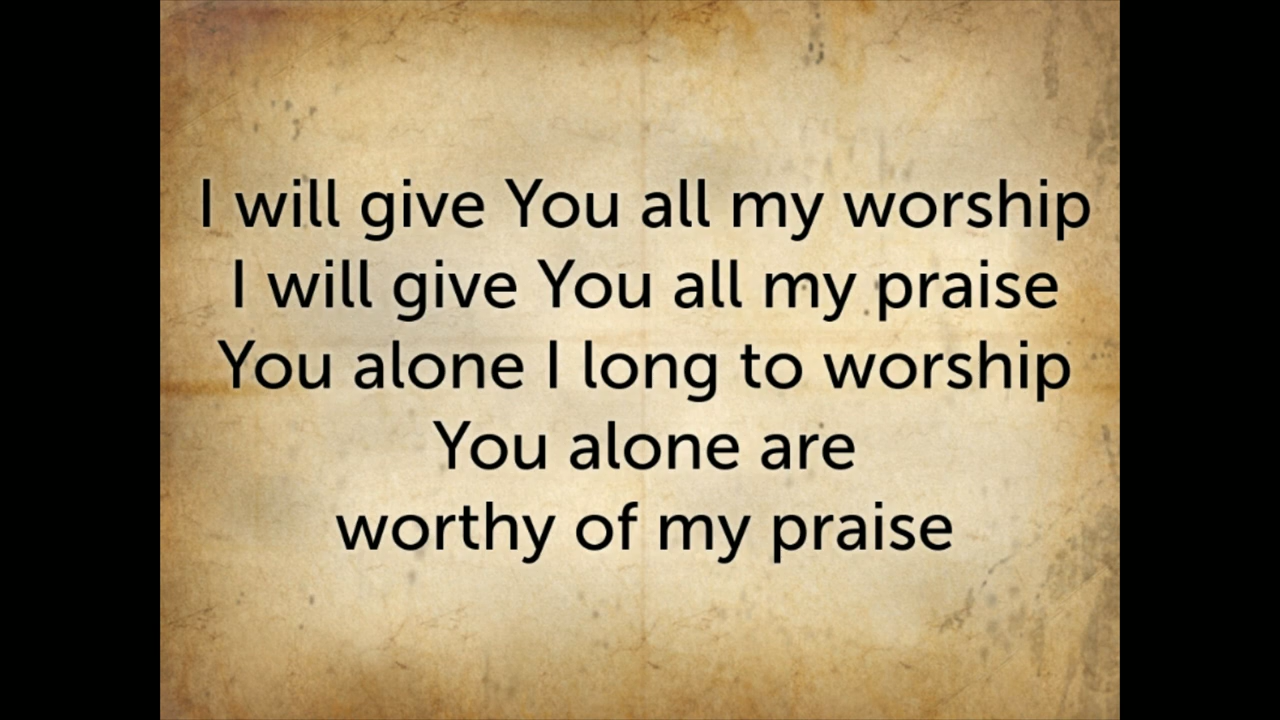 I will give You all my worship
I will give You all my praise
You alone I long to worship
You alone are
worthy of my praise